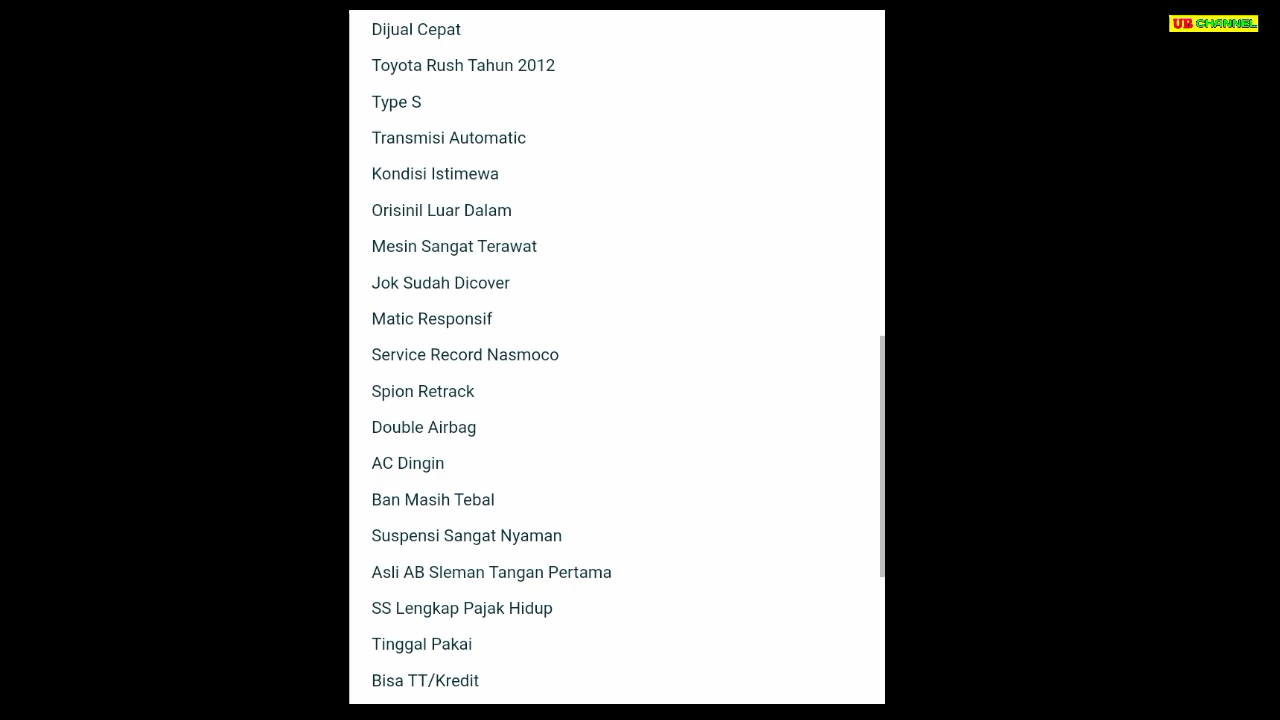 Dijual Cepat
UB CHANNEL
Toyota Rush Tahun 2012
Type S
Transmisi Automatic
Kondisi Istimewa
Orisinil Luar Dalam
Mesin Sangat Terawat
Jok Sudah Dicover
Matic Responsif
Service Record Nasmoco
Spion Retrack
Double Airbag
AC Dingin
Ban Masih Tebal
Suspensi Sangat Nyaman
Asli AB Sleman Tangan Pertama
SS Lengkap Pajak Hidup
Tinggal Pakai
Bisa TT/Kredit